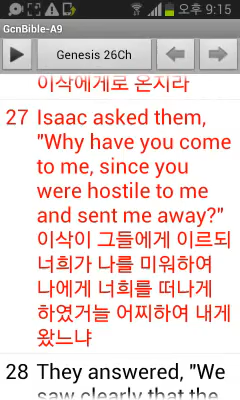 오후 9:15
GcnBible-A9
Genesis 26Ch
이삭에게로 온지라
27 Isaac asked them,
"Why have you come
to me, since you
were hostile to me
and sent me away?"
이삭이 그들에게 이르되
너희가 나를 미워하여
나에게 너희를 떠나게
하였거늘 어찌하여 내게
왔느냐
28 They answered, "We
saw clearly that the